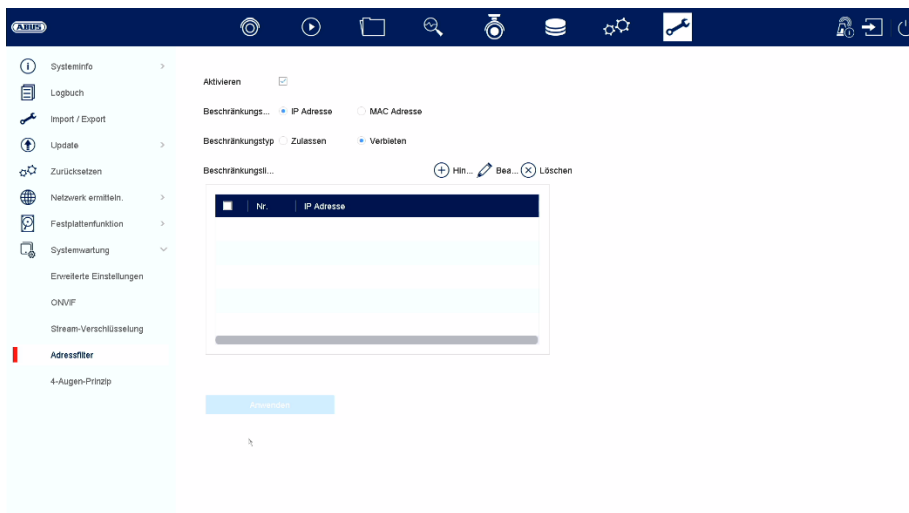 ABUS
Systeminfo
Logbuch
Import / Export
Update
Zurücksetzen
Netzwerk ermitteln.
Festplattenfunktion
Systemwartung
Erweiterte Einstellungen
ONVIF
Stream-Verschlüsselung
Adressfilter
4-Augen-Prinzip
Aktivieren
Beschränkungs... IP Adresse MAC Adresse
Beschränkungstyp Zulassen Verbieten
Beschränkungsli... Hin... Bea... Löschen
Nr. IP Adresse
Anwenden